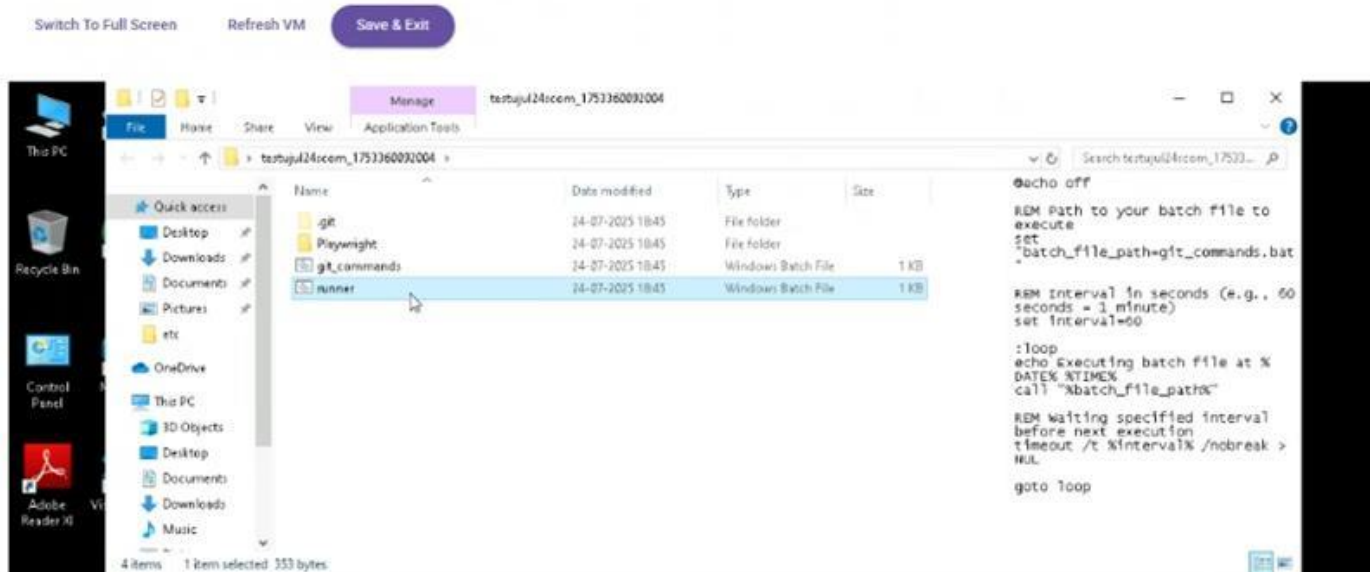 Switch To Full Screen
Refresh VM
Save & Exit
Manage
testujul24scom_1753360092004
File
Home
Share
View
Application Tools
testujul24scom_1753360092004
Search testujul24scom_17533...
This PC
Recycle Bin
Control Panel
Adobe Reader XI
Quick access
Desktop
Downloads
Documents
Pictures
etc
OneDrive
This PC
3D Objects
Desktop
Documents
Downloads
Music
Name
Date modified
Type
Size
.git
24-07-2025 18:45
File folder
Playwright
24-07-2025 18:45
File folder
git_commands
24-07-2025 18:45
Windows Batch File
1 KB
runner
24-07-2025 18:45
Windows Batch File
1 KB
@echo off
REM Path to your batch file to
execute
set
"batch_file_path=git_commands.bat
"
REM Interval in seconds (e.g., 60
seconds = 1 minute)
set interval=60
:loop
echo Executing batch file at %
DATE% %TIME%
call "%batch_file_path%"
REM Waiting specified interval
before next execution
timeout /t %interval% /nobreak >
NUL
goto loop
4 items
1 item selected
353 bytes